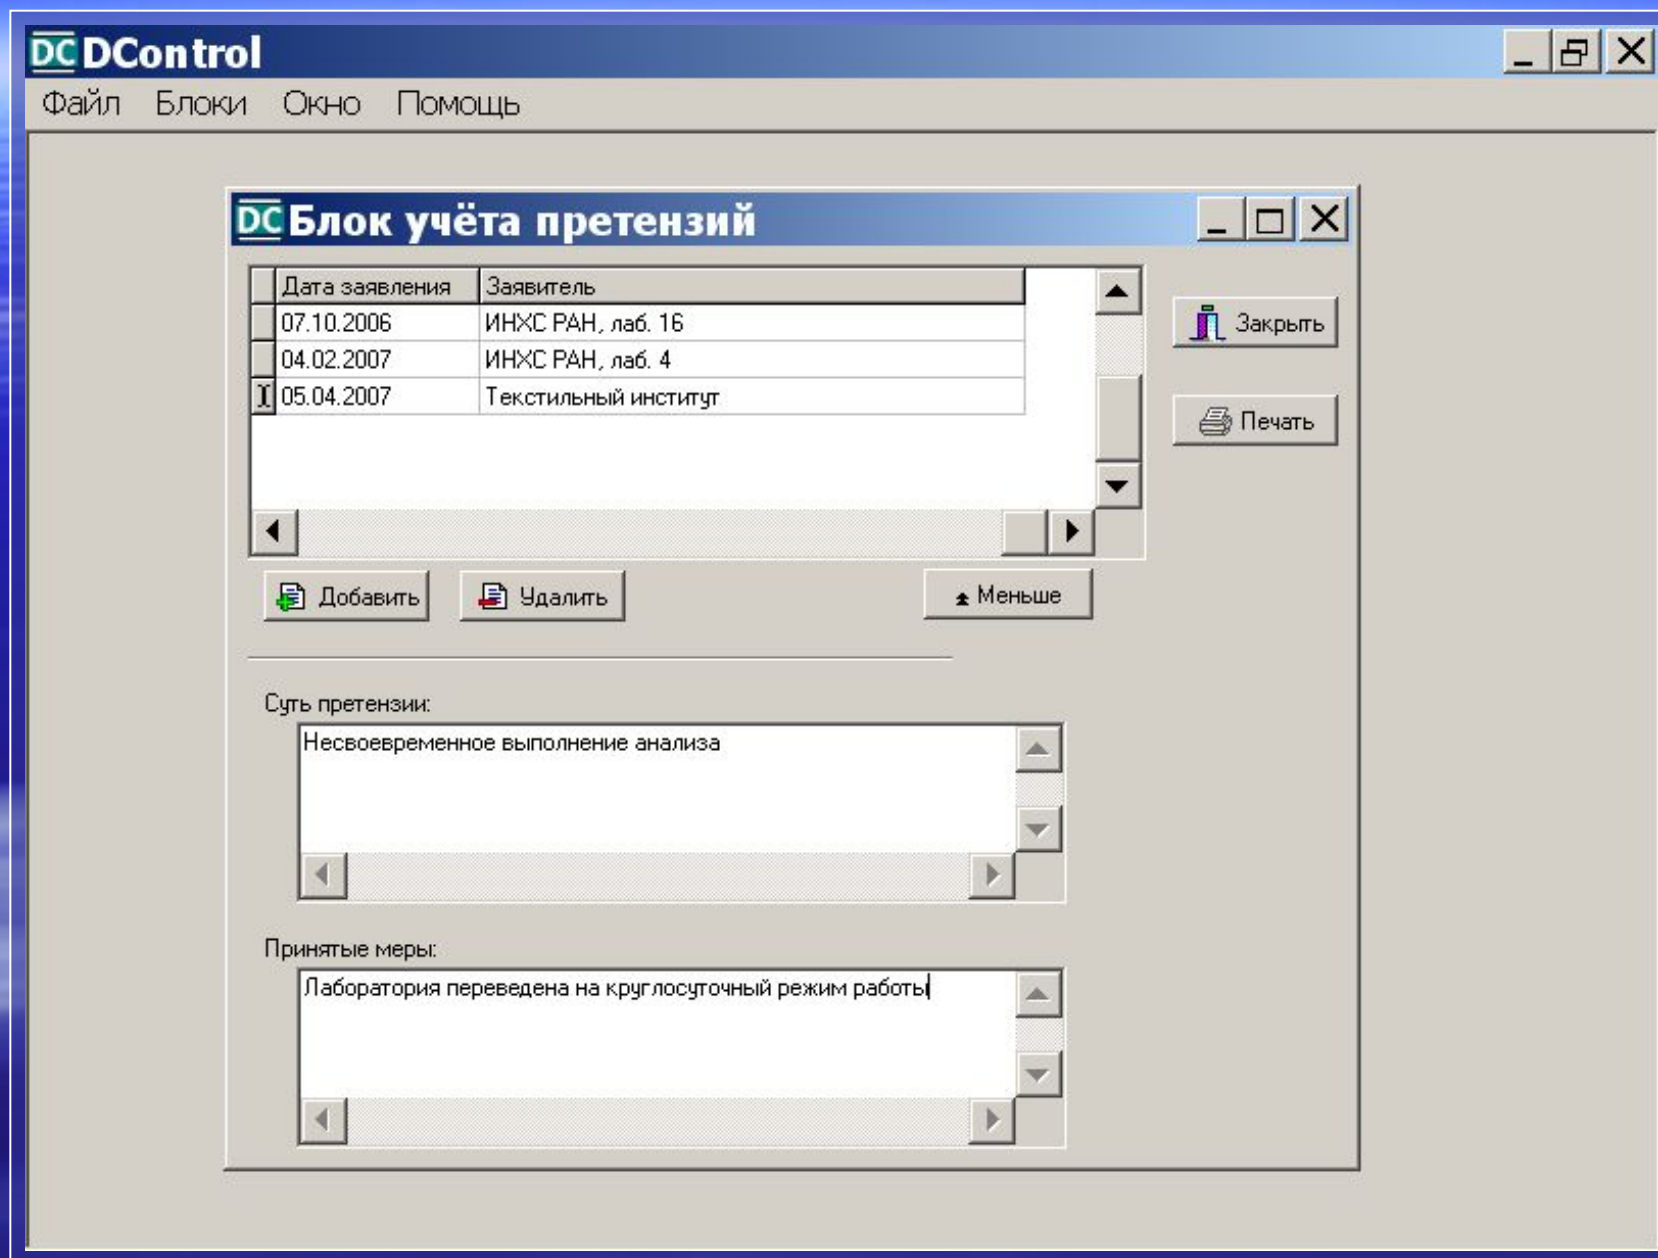 DC DControl
Файл Блоки Окно Помощь
DC Блок учёта претензий
Дата заявления Заявитель
07.10.2006 ИНХС РАН, лаб. 16
04.02.2007 ИНХС РАН, лаб. 4
05.04.2007 Текстильный институт
Закрыть
Печать
Добавить Удалить Меньше
Суть претензии:
Несвоевременное выполнение анализа
Принятые меры:
Лаборатория переведена на круглосуточный режим работы